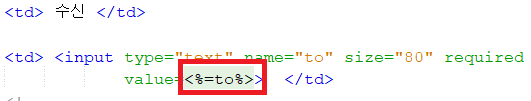 <td> 수신 </td>
<td> <input type="text" name="to" size="80" required
value=<%=to%>> </td>